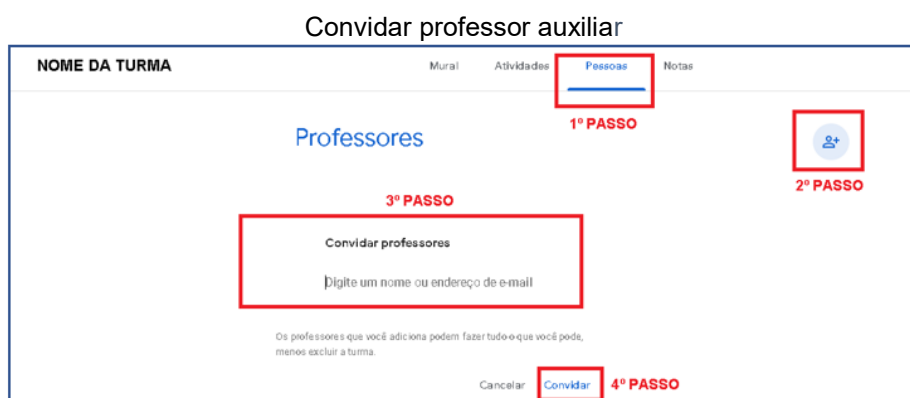 Convidar professor auxiliar
NOME DA TURMA Mural Atividades Pessoas Notas
1º PASSO
Professores
2º PASSO
3º PASSO
Convidar professores
Digite um nome ou endereço de e-mail
Os professores que você adiciona podem fazer tudo o que você pode,
menos excluir a turma.
Cancelar Convidar 4º PASSO